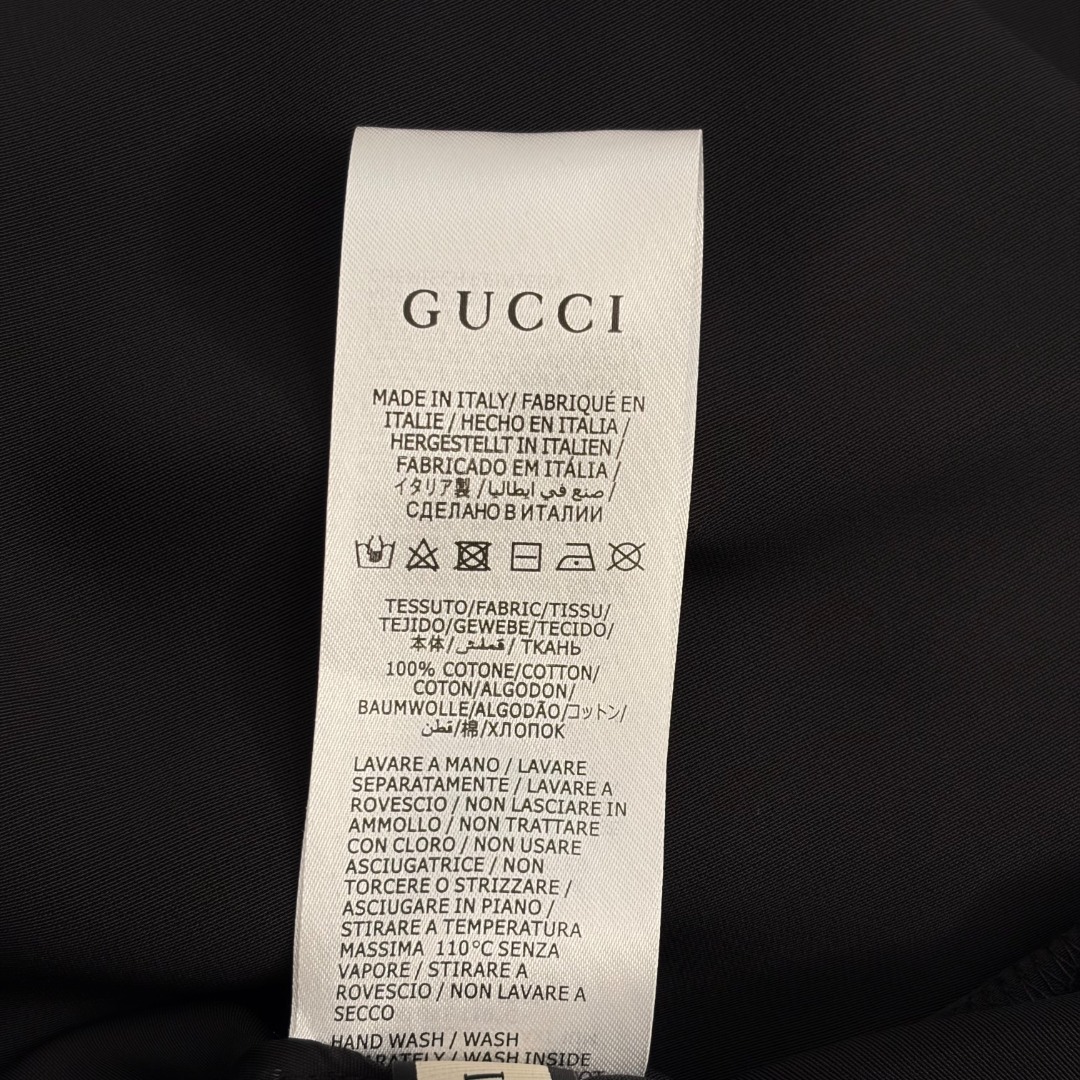 GUCCI
MADE IN ITALY/ FABRIQUÉ EN
ITALIE / HECHO EN ITALIA /
HERGESTELLT IN ITALIEN /
FABRICADO EM ITÁLIA /
イタリア製 / صنع في ايطاليا /
СДЕЛАНО В ИТАЛИИ
TESSUTO/FABRIC/TISSU/
TEJIDO/GEWEBE/TECIDO/
本体/ قملش / ТКАНЬ
100% COTONE/COTTON/
COTON/ALGODON/
BAUMWOLLE/ALGODÃO/コットン/
قطن/棉/ХЛОПОК
LAVARE A MANO / LAVARE
SEPARATAMENTE / LAVARE A
ROVESCIO / NON LASCIARE IN
AMMOLLO / NON TRATTARE
CON CLORO / NON USARE
ASCIUGATRICE / NON
TORCERE O STRIZZARE /
ASCIUGARE IN PIANO /
STIRARE A TEMPERATURA
MASSIMA 110°C SENZA
VAPORE / STIRARE A
ROVESCIO / NON LAVARE A
SECCO
HAND WASH / WASH
/ WASH INSIDE